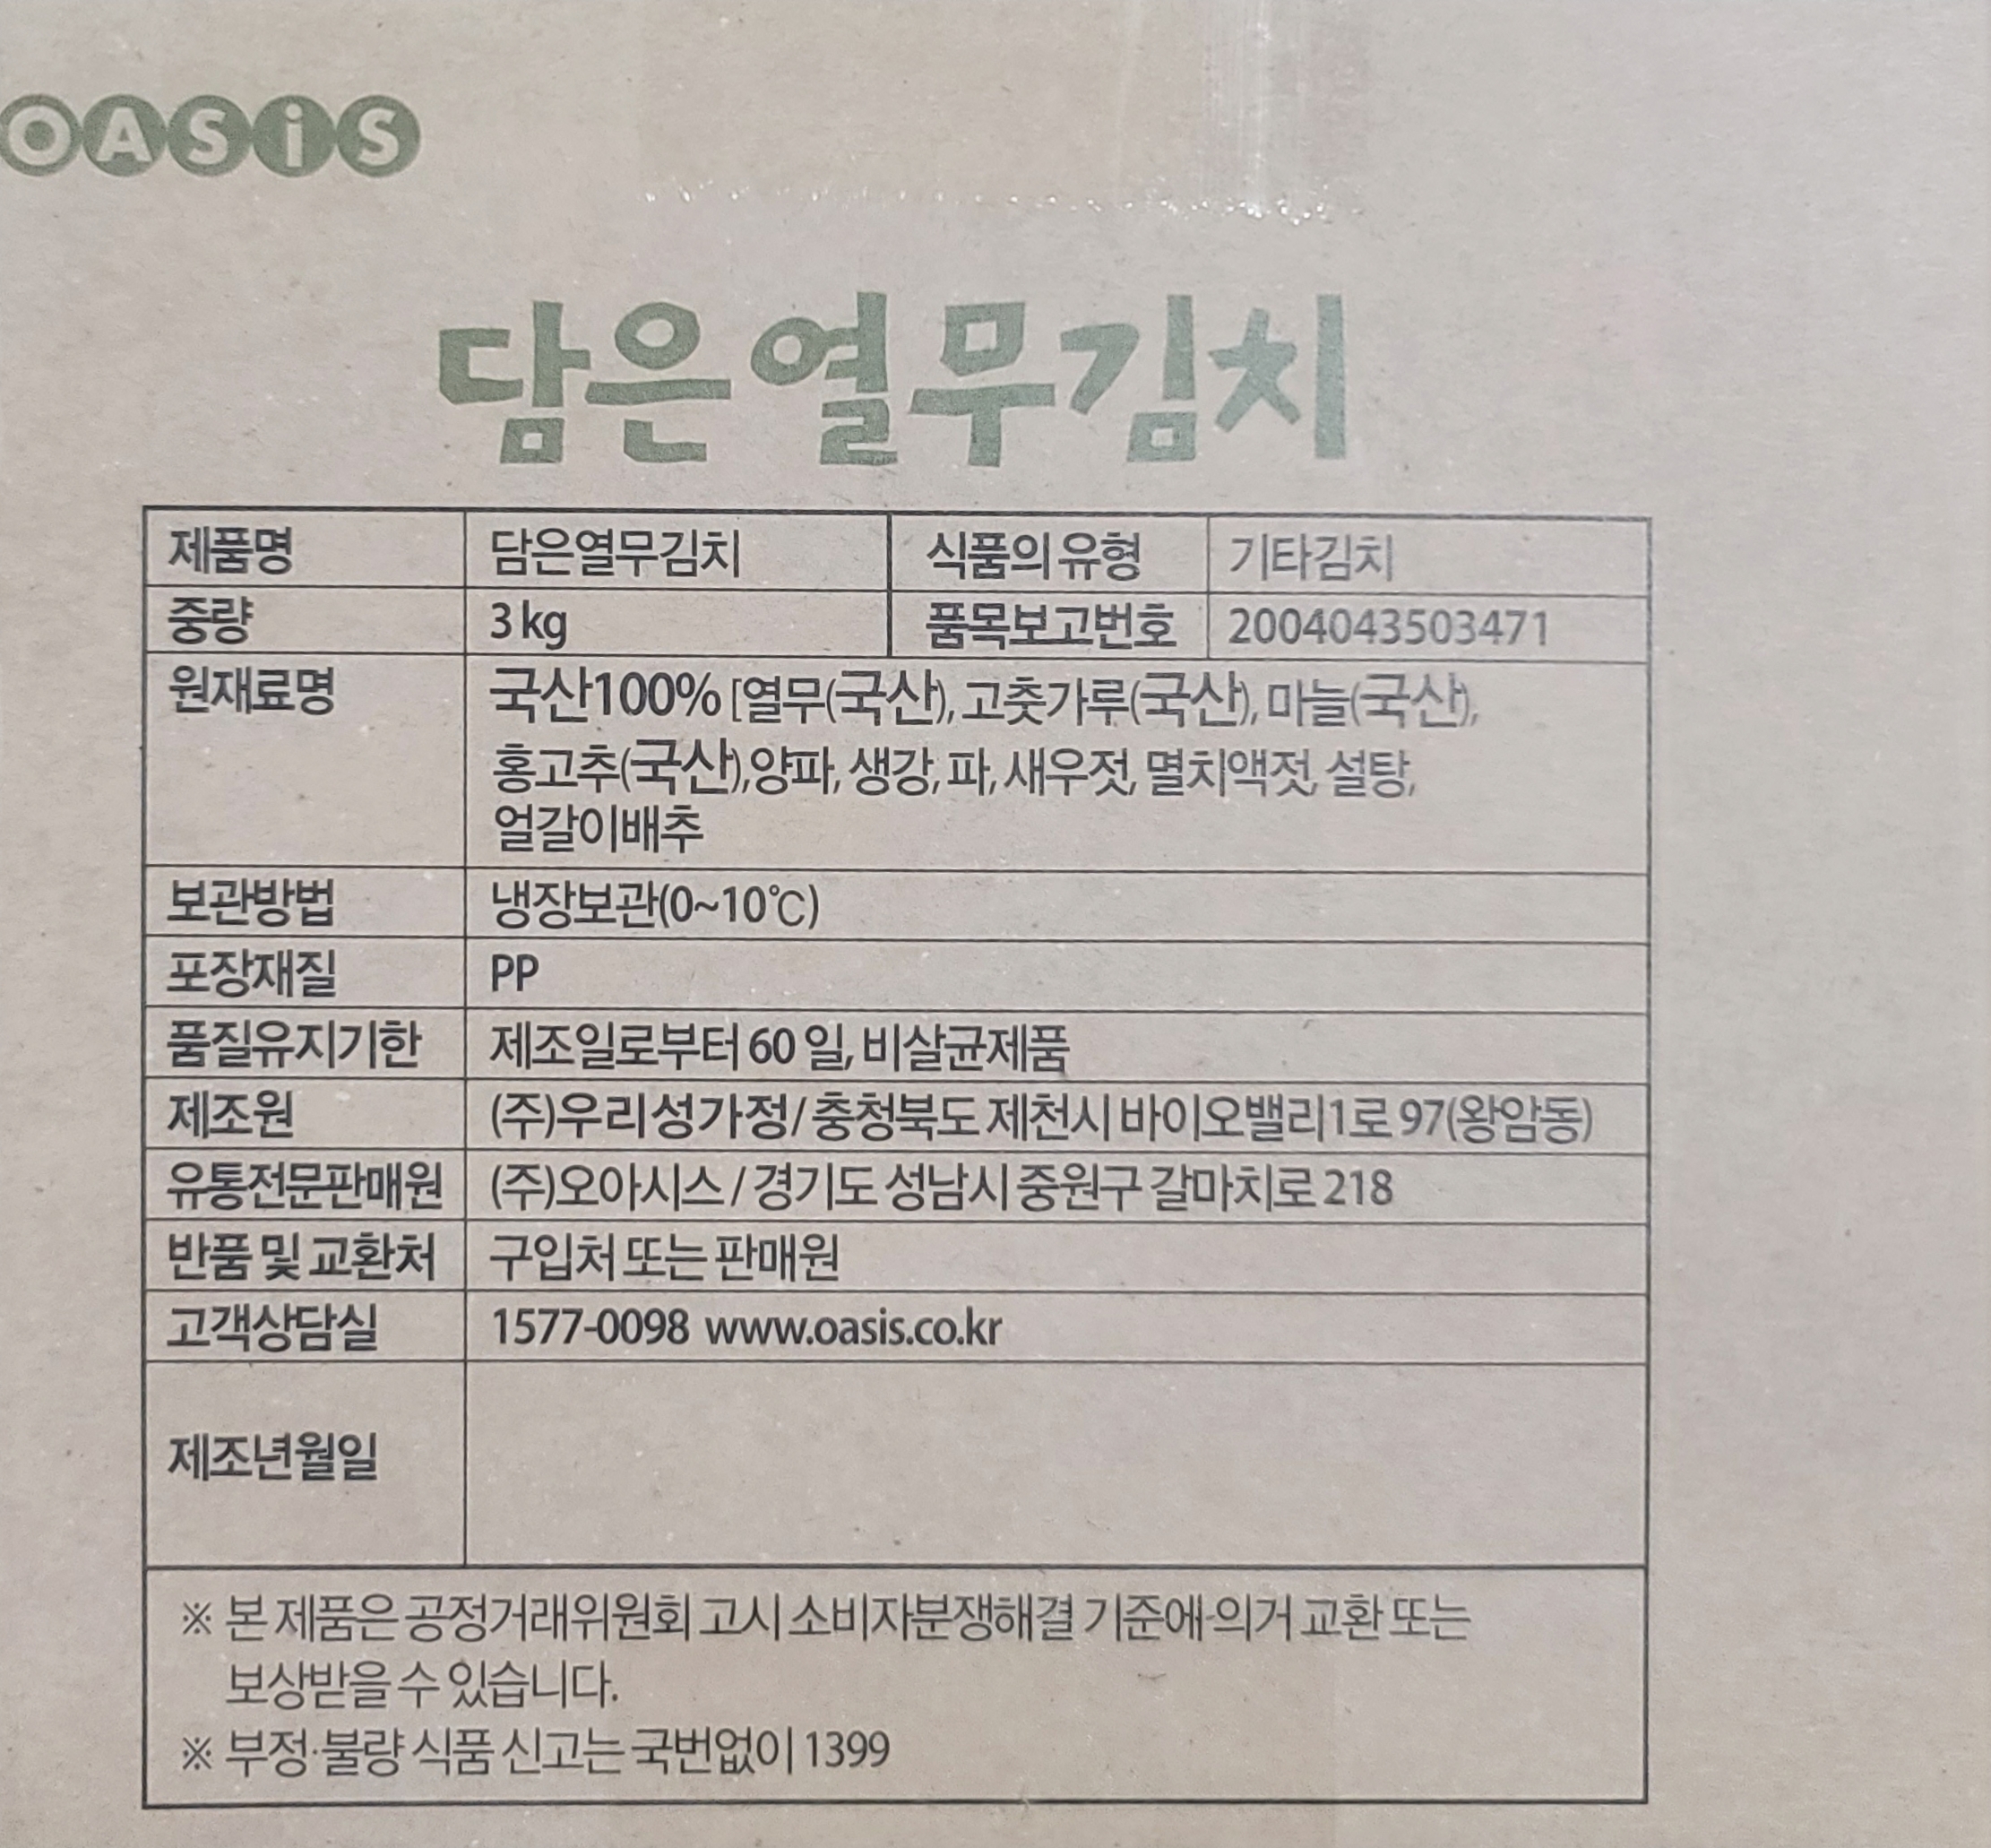 OASiS
담은열무김치
제품명 담은열무김치 식품의 유형 기타김치
중량 3 kg 품목보고번호 2004043503471
원재료명 국산100% [열무(국산), 고춧가루(국산), 마늘(국산),
홍고추(국산),양파, 생강, 파, 새우젓, 멸치액젓, 설탕,
얼갈이배추
보관방법 냉장보관(0~10℃)
포장재질 PP
품질유지기한 제조일로부터 60 일, 비살균제품
제조원 (주)우리성가정/ 충청북도 제천시 바이오밸리1로 97(왕암동)
유통전문판매원 (주)오아시스 / 경기도 성남시 중원구 갈마치로 218
반품 및 교환처 구입처 또는 판매원
고객상담실 1577-0098 www.oasis.co.kr
제조년월일
※ 본 제품은 공정거래위원회 고시 소비자분쟁해결 기준에 의거 교환 또는
보상받을 수 있습니다.
※ 부정·불량 식품 신고는 국번없이 1399